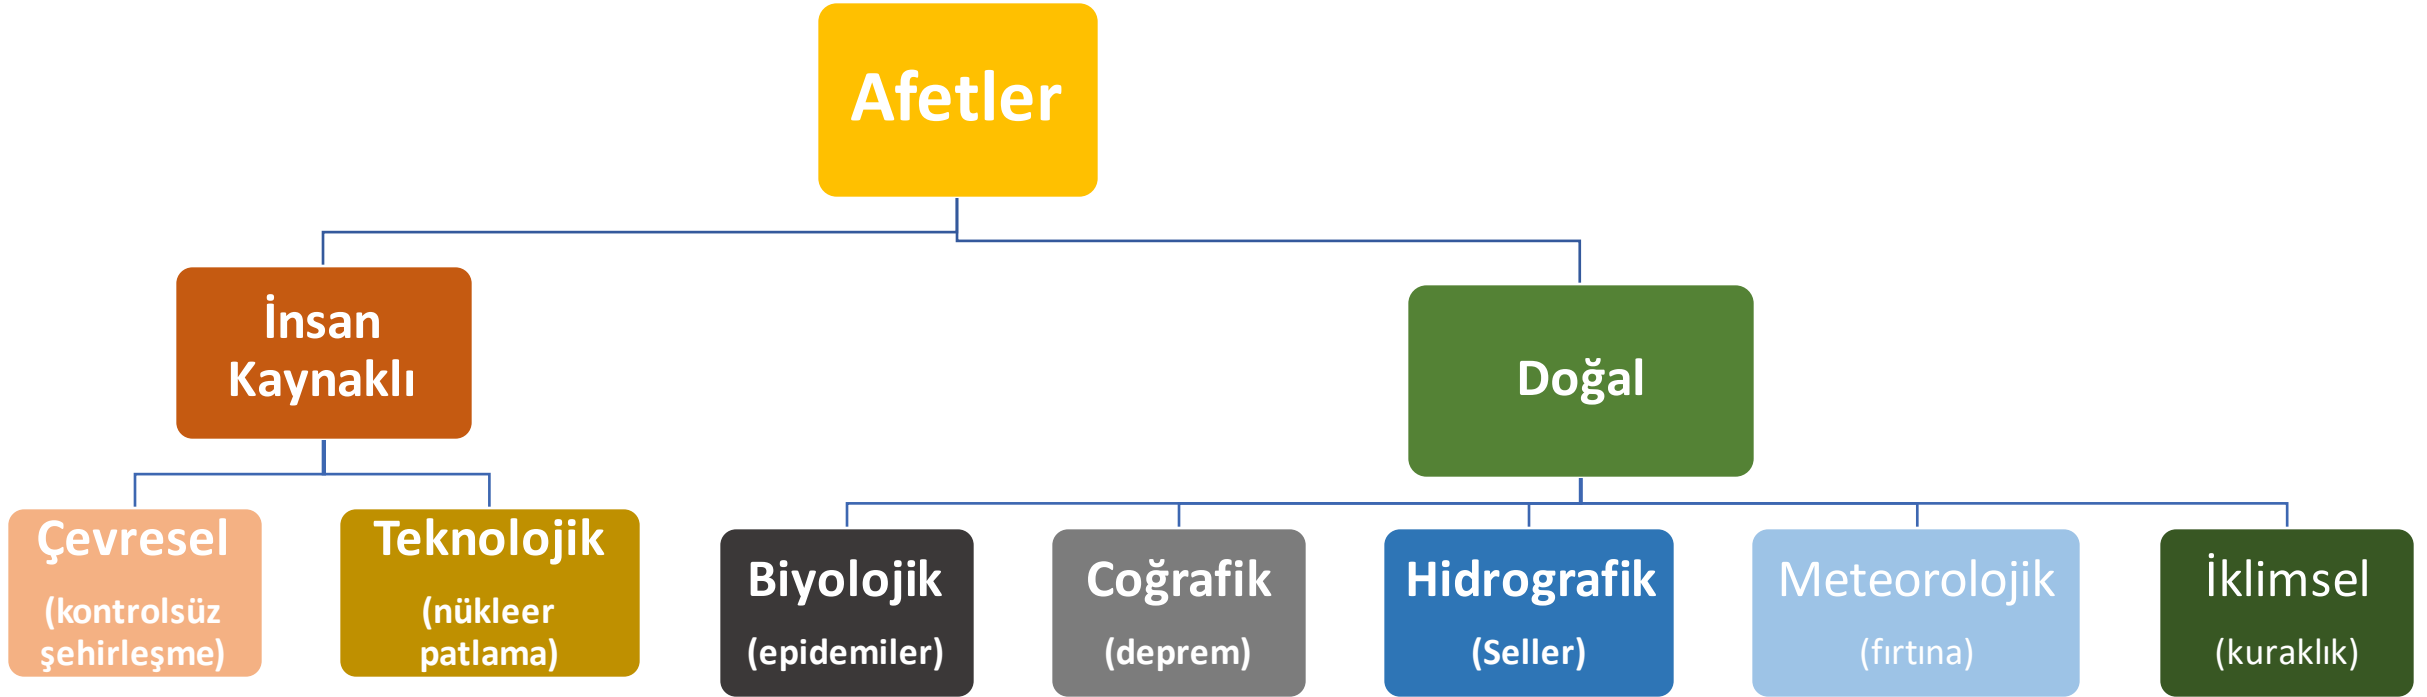 Afetler
İnsan
Kaynaklı
Doğal
Çevresel
(kontrolsüz
şehirleşme)
Teknolojik
(nükleer
patlama)
Biyolojik
(epidemiler)
Coğrafik
(deprem)
Hidrografik
(Seller)
Meteorolojik
(fırtına)
İklimsel
(kuraklık)